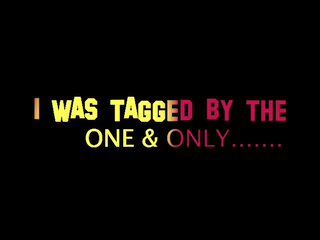 I WAS TAGGED BY THE
ONE & ONLY.......